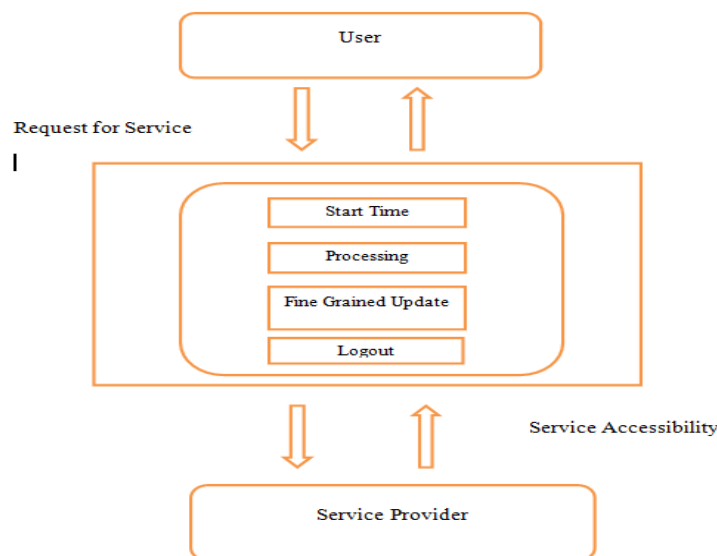 User
Request for Service
Start Time
Processing
Fine Grained Update
Logout
Service Accessibility
Service Provider